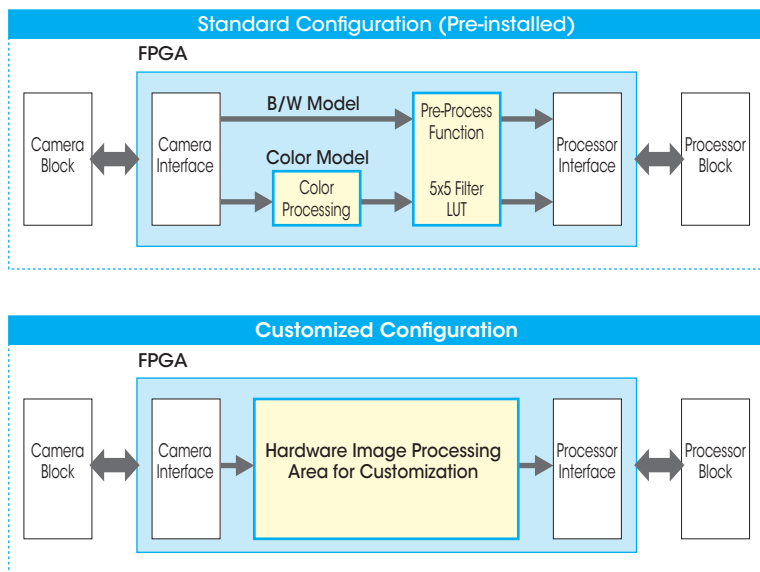 Standard Configuration (Pre-installed)
FPGA
Camera
Block
Camera
Interface
B/W Model
Color Model
Color
Processing
Pre-Process
Function
5x5 Filter
LUT
Processor
Interface
Processor
Block
Customized Configuration
FPGA
Camera
Block
Camera
Interface
Hardware Image Processing
Area for Customization
Processor
Interface
Processor
Block